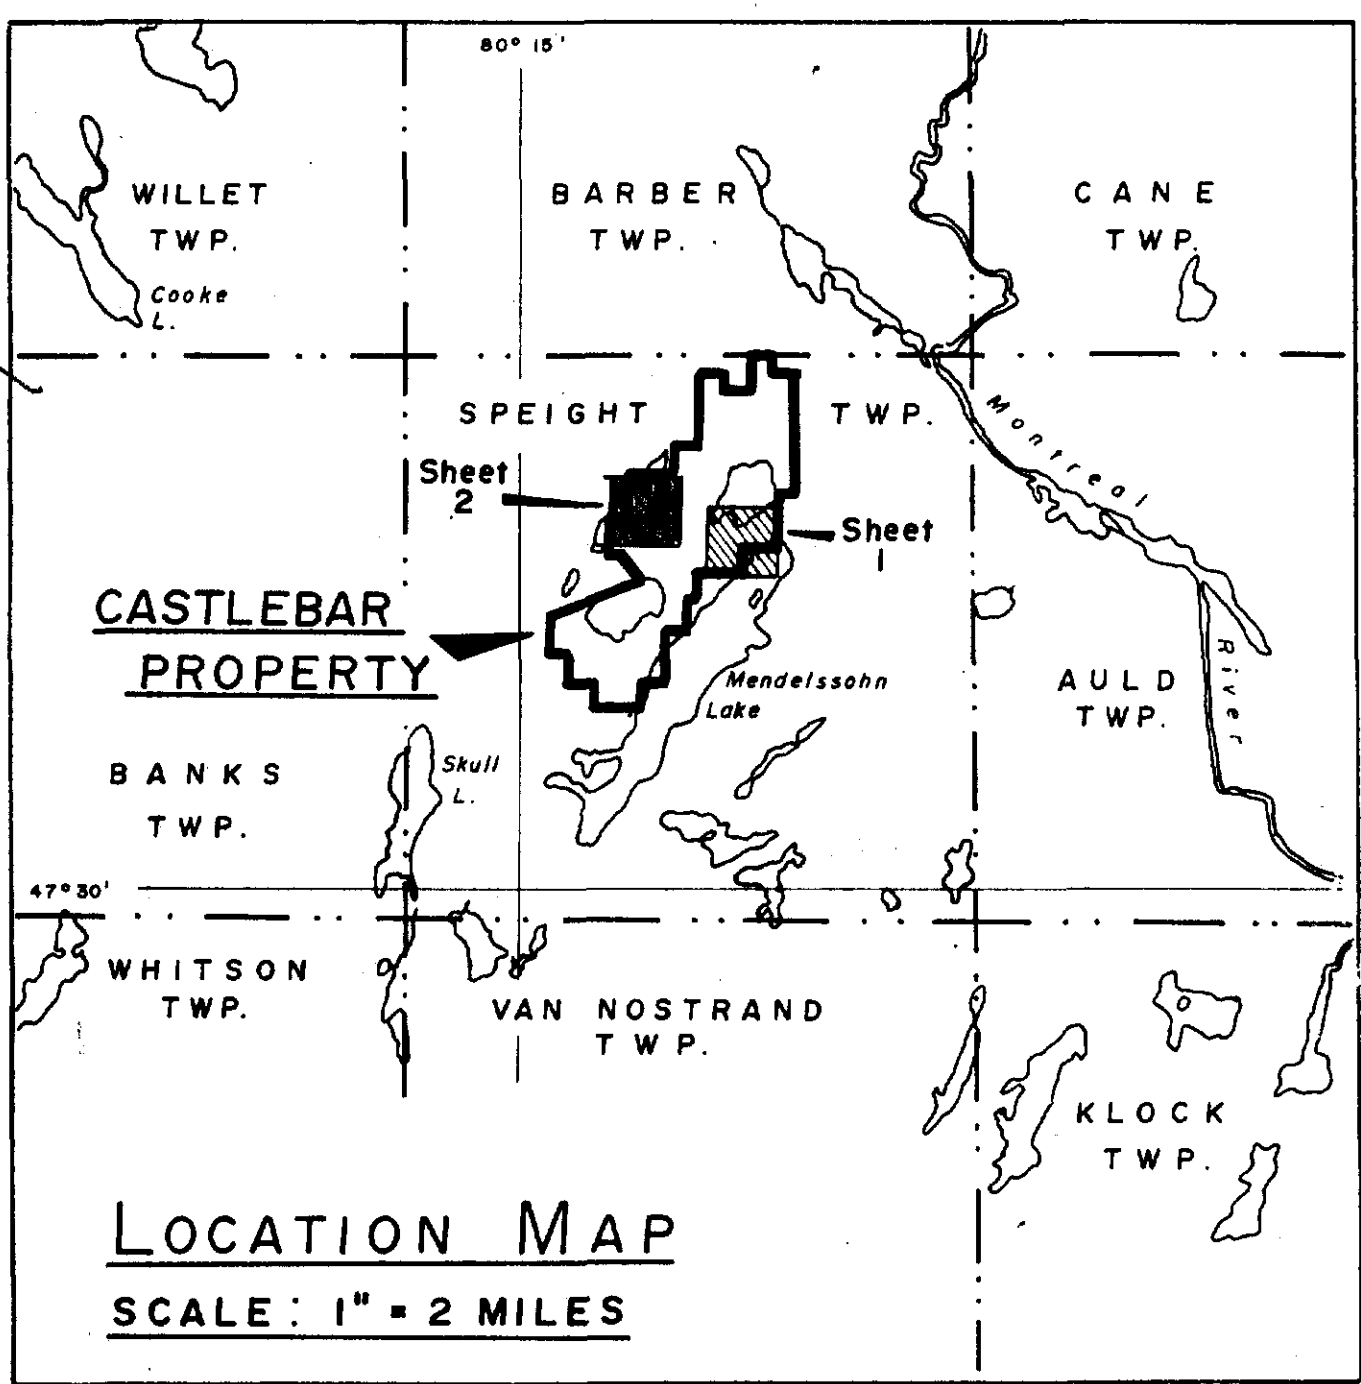 80° 15'
WILLET
TWP.
BARBER
TWP.
CANE
TWP.
Cooke
L.
SPEIGHT TWP.
Montreal
River
Sheet
2
Sheet
1
CASTLEBAR
PROPERTY
Mendelssohn
Lake
AULD
TWP.
BANKS
TWP.
Skull
L.
47° 30'
WHITSON
TWP.
VAN NOSTRAND
TWP.
KLOCK
TWP.
LOCATION MAP
SCALE: 1" = 2 MILES